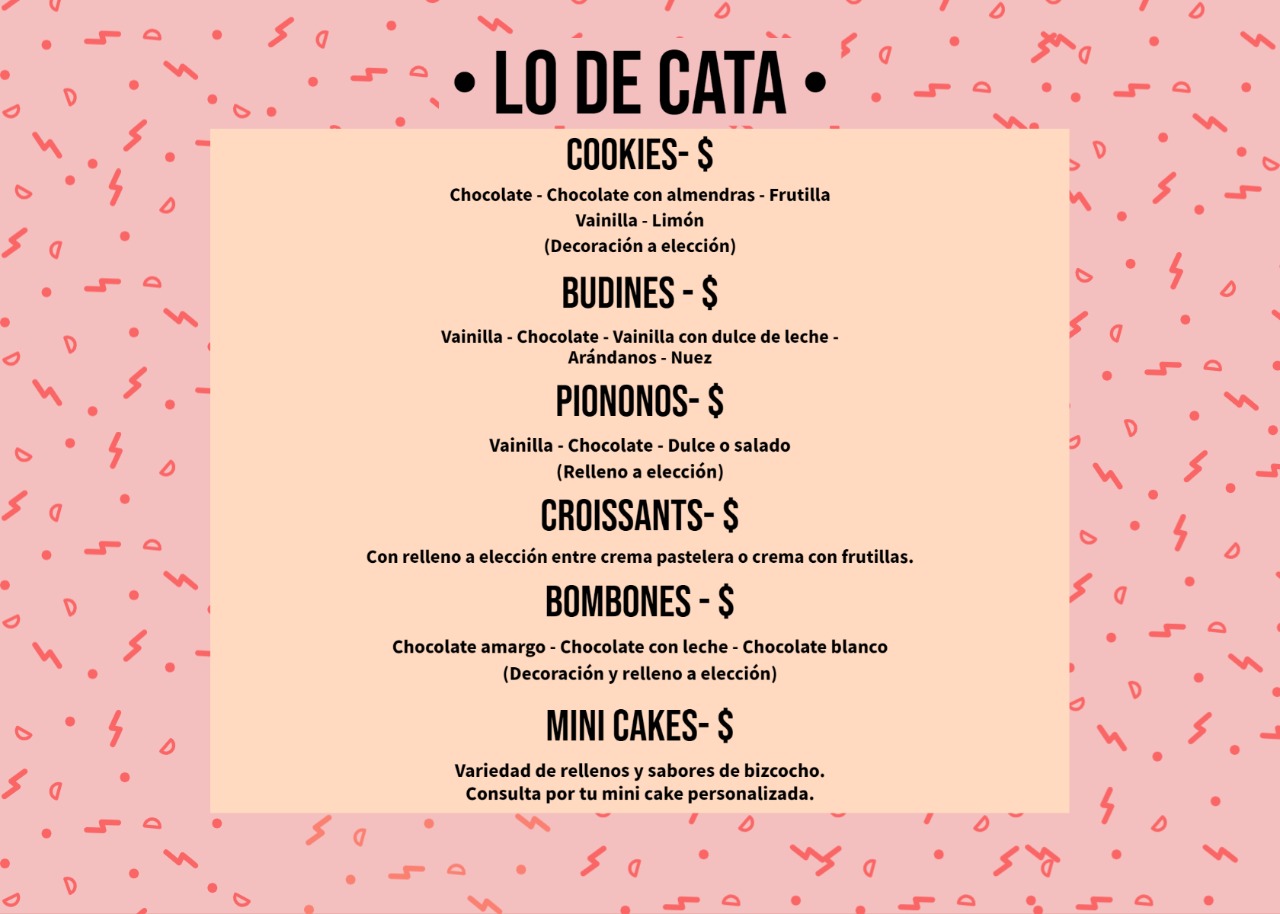 • LO DE CATA •
COOKIES- $
Chocolate - Chocolate con almendras - Frutilla
Vainilla - Limón
(Decoración a elección)
BUDINES - $
Vainilla - Chocolate - Vainilla con dulce de leche -
Arándanos - Nuez
PIONONOS- $
Vainilla - Chocolate - Dulce o salado
(Relleno a elección)
CROISSANTS- $
Con relleno a elección entre crema pastelera o crema con frutillas.
BOMBONES - $
Chocolate amargo - Chocolate con leche - Chocolate blanco
(Decoración y relleno a elección)
MINI CAKES- $
Variedad de rellenos y sabores de bizcocho.
Consulta por tu mini cake personalizada.